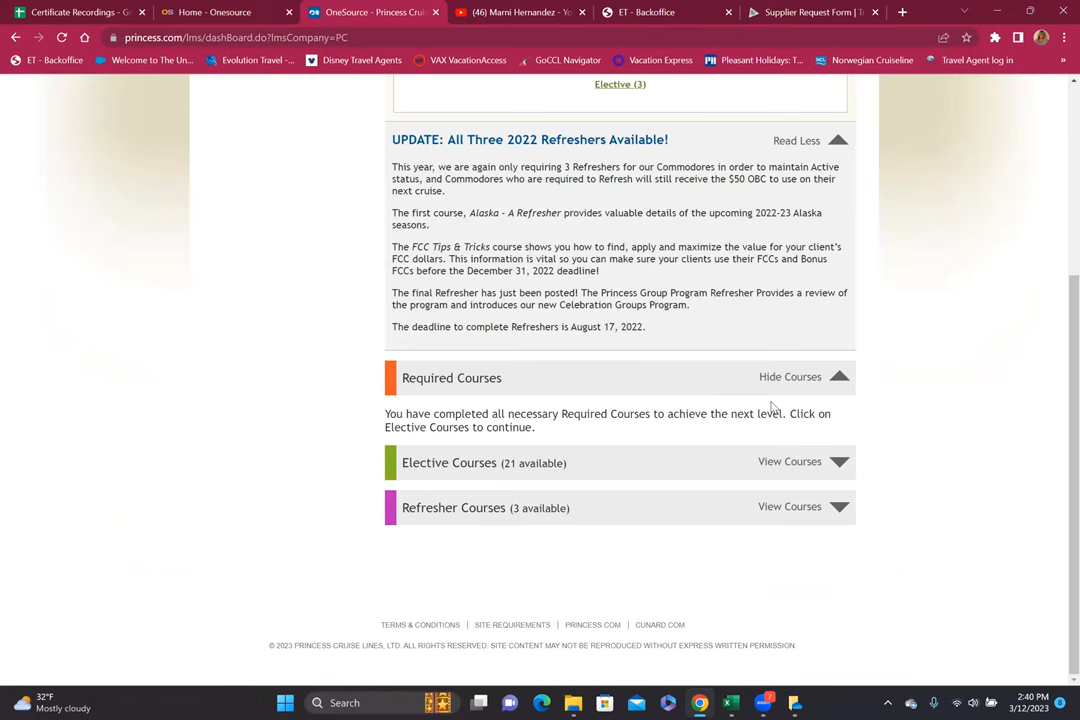 Certificate Recordings - G
Home - Onesource
OneSource - Princess Crui
(46) Marni Hernandez - Yo
ET - Backoffice
Supplier Request Form | T
princess.com/lms/dashBoard.do?lmsCompany=PC
ET - Backoffice
Welcome to The Un...
Evolution Travel -...
Disney Travel Agents
VAX VacationAccess
GoCCL Navigator
Vacation Express
Pleasant Holidays: T...
Norwegian Cruiseline
Travel Agent log in
»
Elective (3)
UPDATE: All Three 2022 Refreshers Available!
Read Less
This year, we are again only requiring 3 Refreshers for our Commodores in order to maintain Active
status, and Commodores who are required to Refresh will still receive the $50 OBC to use on their
next cruise.
The first course, Alaska - A Refresher provides valuable details of the upcoming 2022-23 Alaska
seasons.
The FCC Tips & Tricks course shows you how to find, apply and maximize the value for your client's
FCC dollars. This information is vital so you can make sure your clients use their FCCs and Bonus
FCCs before the December 31, 2022 deadline!
The final Refresher has just been posted! The Princess Group Program Refresher Provides a review of
the program and introduces our new Celebration Groups Program.
The deadline to complete Refreshers is August 17, 2022.
Required Courses
Hide Courses
You have completed all necessary Required Courses to achieve the next level. Click on
Elective Courses to continue.
Elective Courses (21 available)
View Courses
Refresher Courses (3 available)
View Courses
TERMS & CONDITIONS | SITE REQUIREMENTS | PRINCESS.COM | CUNARD.COM
© 2023 PRINCESS CRUISE LINES, LTD. ALL RIGHTS RESERVED. SITE CONTENT MAY NOT BE REPRODUCED WITHOUT EXPRESS WRITTEN PERMISSION.
32°F
Mostly cloudy
Search
7
2:40 PM
3/12/2023
8